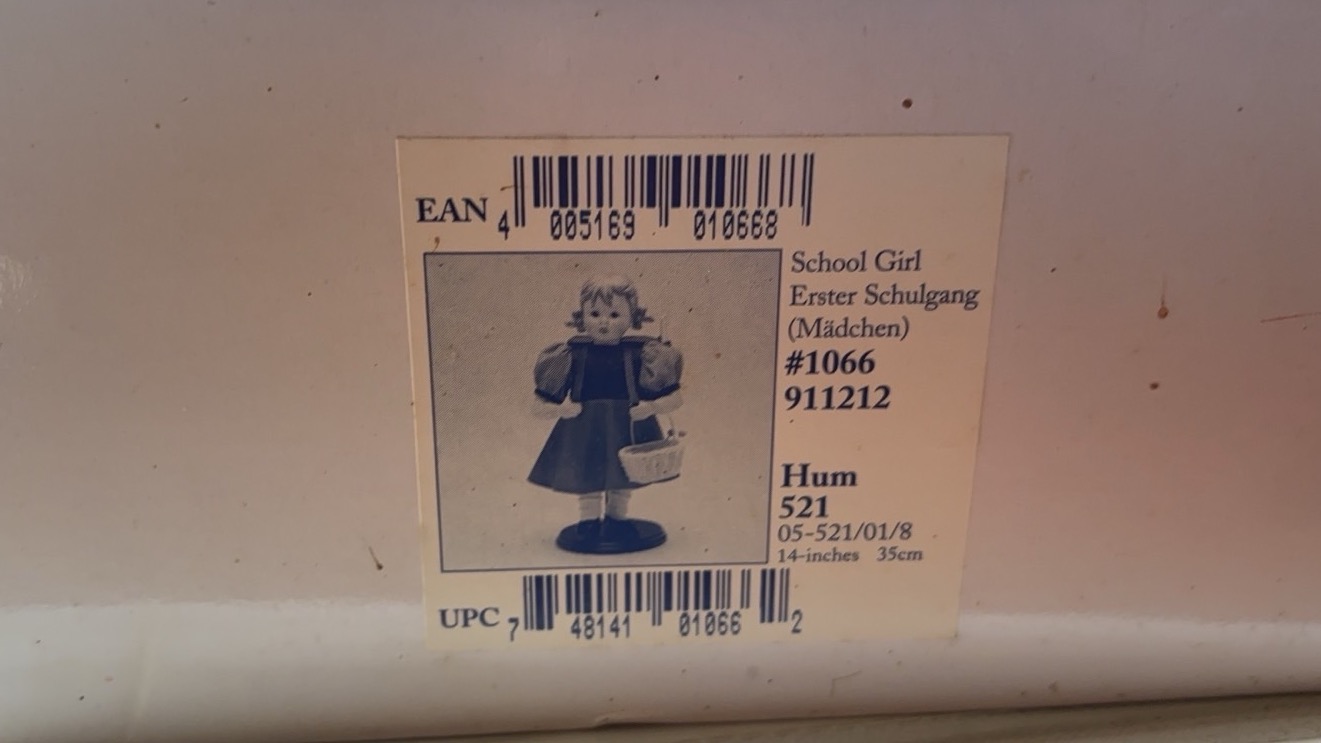 EAN 4 005169 010668
School Girl
Erster Schulgang
(Mädchen)
#1066
911212
Hum
521
05-521/01/8
14-inches 35cm
UPC 7 48141 01066 2